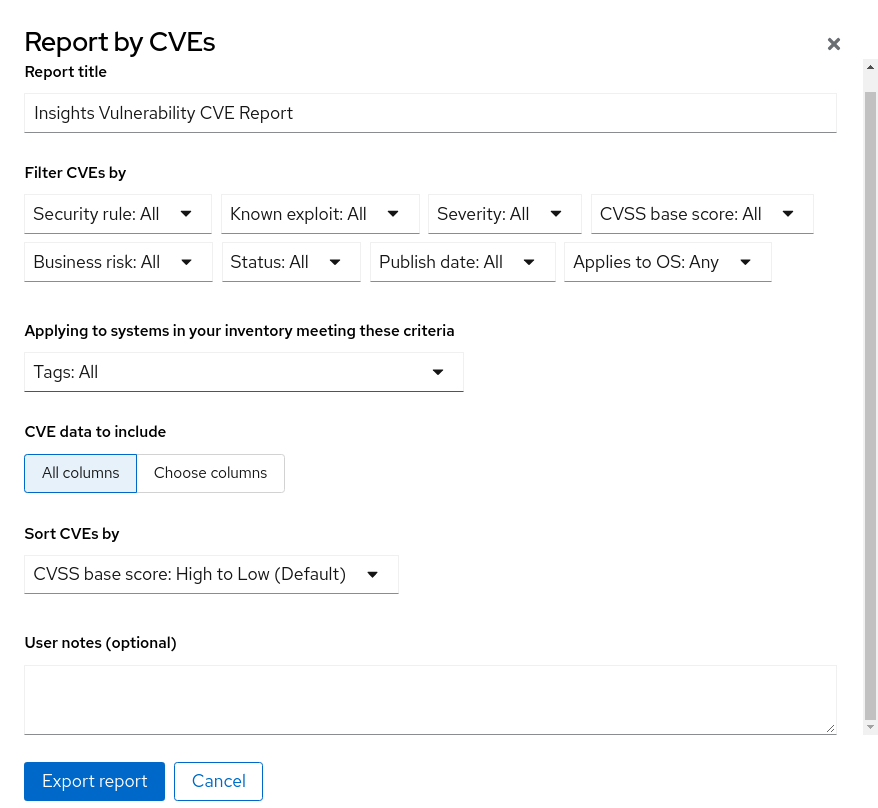 Report by CVEs
Report title
Insights Vulnerability CVE Report
Filter CVEs by
Security rule: All Known exploit: All Severity: All CVSS base score: All
Business risk: All Status: All Publish date: All Applies to OS: Any
Applying to systems in your inventory meeting these criteria
Tags: All
CVE data to include
All columns Choose columns
Sort CVEs by
CVSS base score: High to Low (Default)
User notes (optional)
Export report Cancel